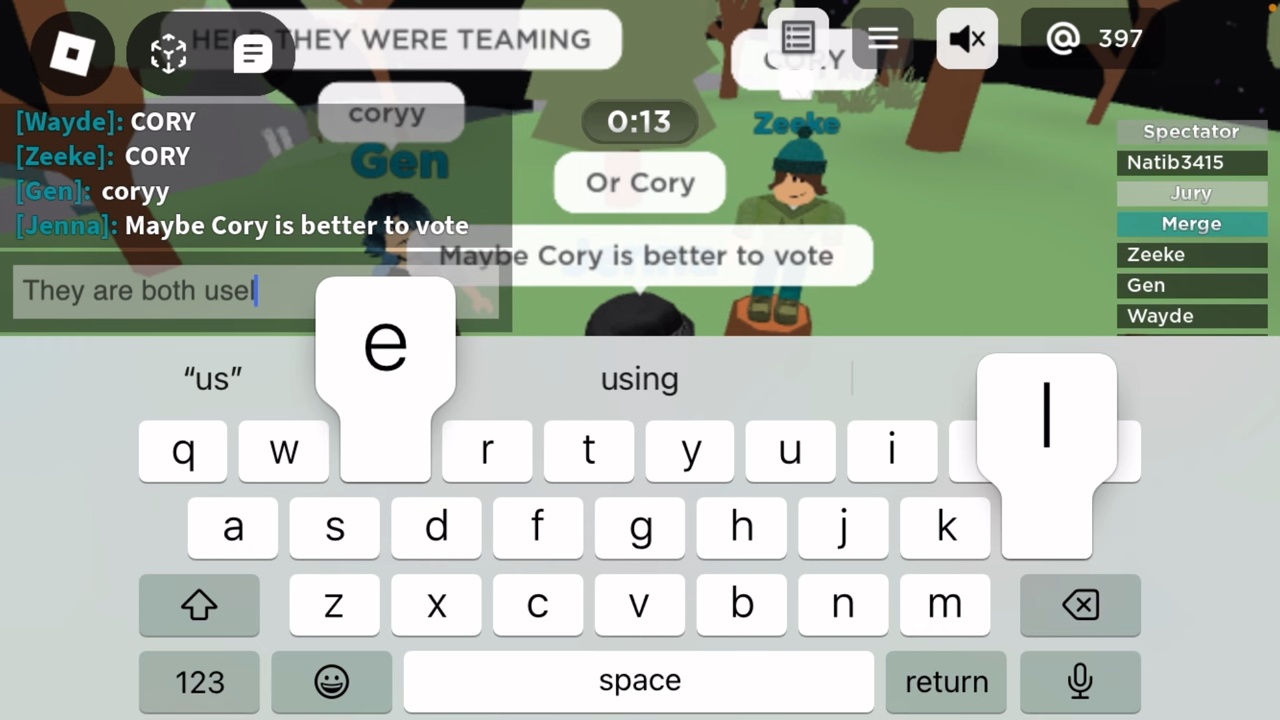 HELP THEY WERE TEAMING
397
CORY
[Wayde]: CORY
[Zeeke]: CORY
[Gen]: coryy
[Jenna]: Maybe Cory is better to vote
coryy
Gen
0:13
Zeeke
Or Cory
Maybe Cory is better to vote
Spectator
Natib3415
Jury
Merge
Zeeke
Gen
Wayde
They are both usel
“us”
using
e
l
q w r t y u i
a s d f g h j k
z x c v b n m
123 space return